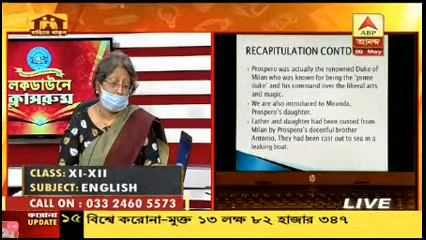 বাড়িতে থাকুন
লকডাউনে
ক্লাসরুম
abp
আনন্দ
09 May
RECAPITULATION CONTD
• Prospero was actually the renowned Duke of
Milan who was known for being the 'prime
duke' and his command over the liberal arts
and magic.
• We are also introduced to Miranda,
Prospero's daughter.
• Father and daughter had been ousted from
Milan by Prospero's deceitful brother
Antonio. They had been cast out to sea in a
leaking boat.
CLASS: XI-XII
SUBJECT: ENGLISH
CALL ON : 033 2460 5573
LIVE
করোনা
UPDATE
১৫ বিশ্বে করোনা-মুক্ত ১৩ লক্ষ ৮২ হাজার ৩৪৭